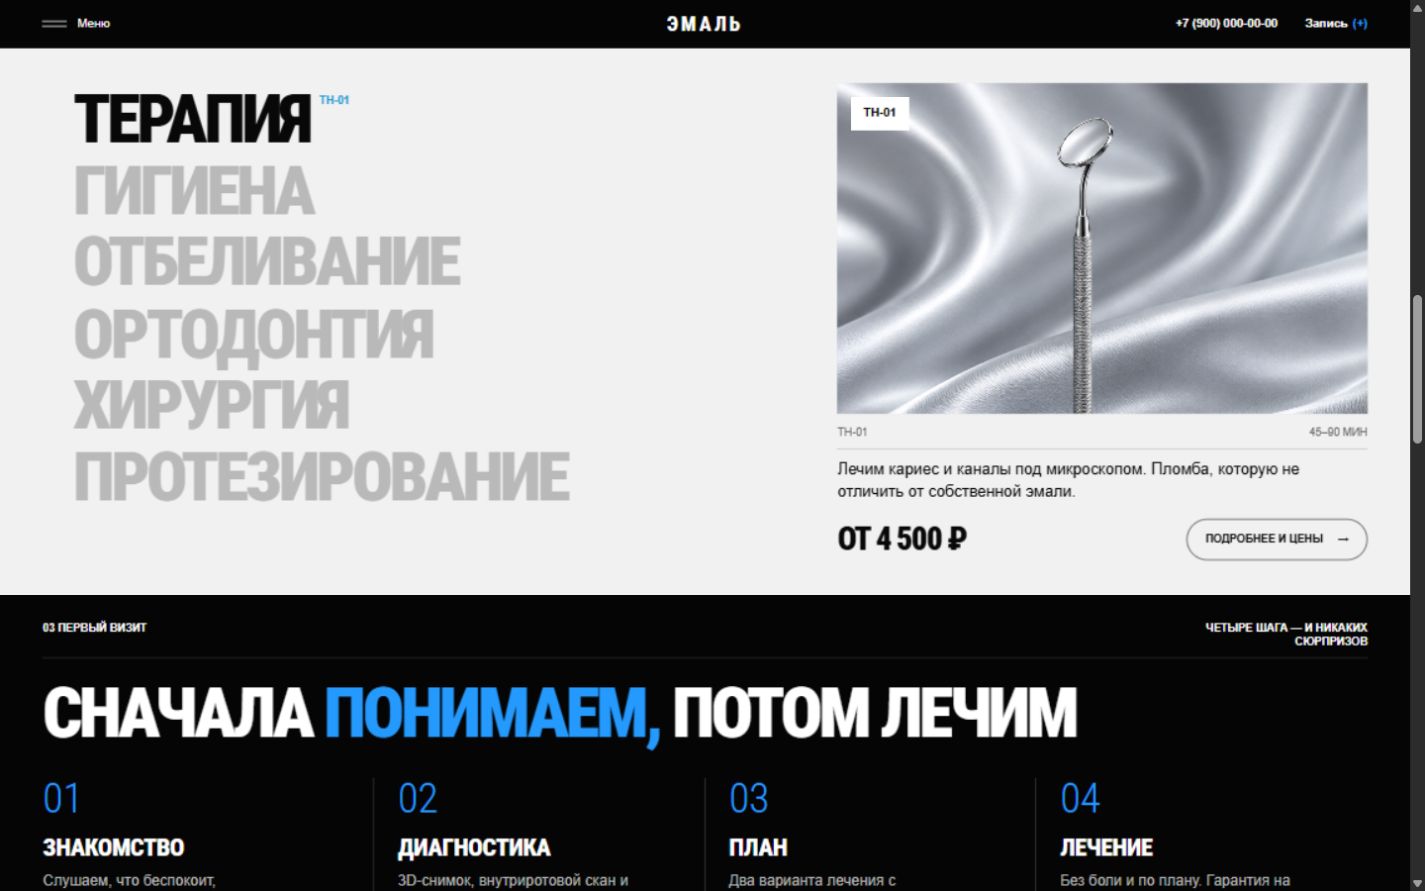 Меню
ЭМАЛЬ
+7 (900) 000-00-00
Запись (+)
ТЕРАПИЯ TH-01
ГИГИЕНА
ОТБЕЛИВАНИЕ
ОРТОДОНТИЯ
ХИРУРГИЯ
ПРОТЕЗИРОВАНИЕ
TH-01
TH-01
45–90 МИН
Лечим кариес и каналы под микроскопом. Пломба, которую не
отличить от собственной эмали.
ОТ 4 500 ₽
ПОДРОБНЕЕ И ЦЕНЫ →
03 ПЕРВЫЙ ВИЗИТ
ЧЕТЫРЕ ШАГА — И НИКАКИХ
СЮРПРИЗОВ
СНАЧАЛА ПОНИМАЕМ, ПОТОМ ЛЕЧИМ
01
ЗНАКОМСТВО
Слушаем, что беспокоит,
02
ДИАГНОСТИКА
3D-снимок, внутриротовой скан и
03
ПЛАН
Два варианта лечения с
04
ЛЕЧЕНИЕ
Без боли и по плану. Гарантия на